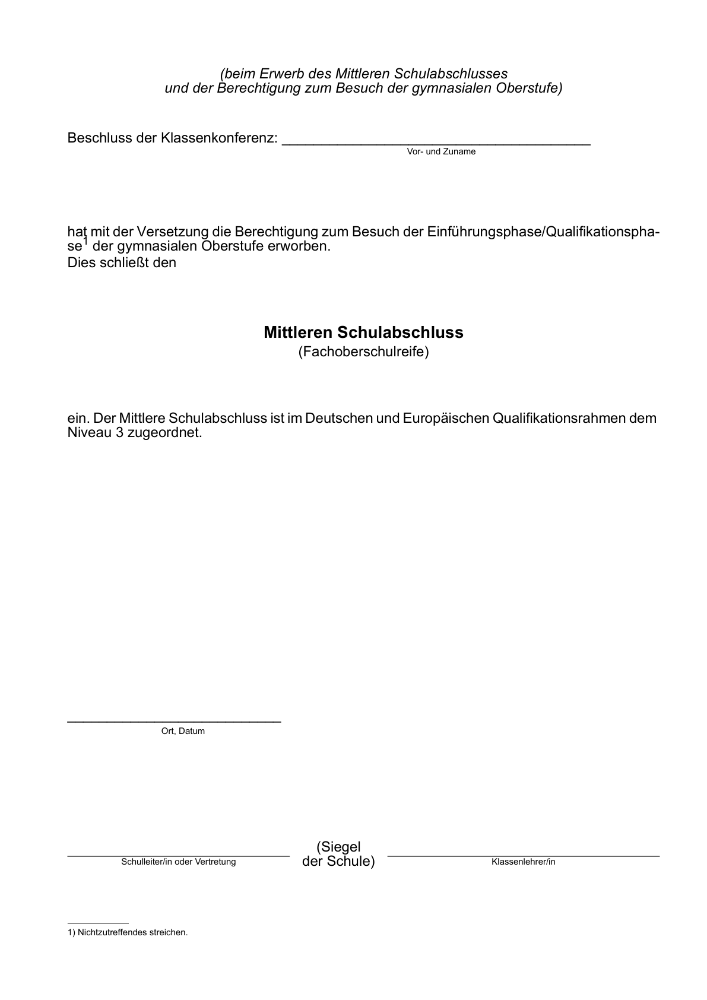 (beim Erwerb des Mittleren Schulabschlusses
und der Berechtigung zum Besuch der gymnasialen Oberstufe)
Beschluss der Klassenkonferenz: ________________________________________
Vor- und Zuname
hat mit der Versetzung die Berechtigung zum Besuch der Einführungsphase/Qualifikationspha-
se1 der gymnasialen Oberstufe erworben.
Dies schließt den
Mittleren Schulabschluss
(Fachoberschulreife)
ein. Der Mittlere Schulabschluss ist im Deutschen und Europäischen Qualifikationsrahmen dem
Niveau 3 zugeordnet.
Ort, Datum
(Siegel
der Schule)
Schulleiter/in oder Vertretung
Klassenlehrer/in
1) Nichtzutreffendes streichen.